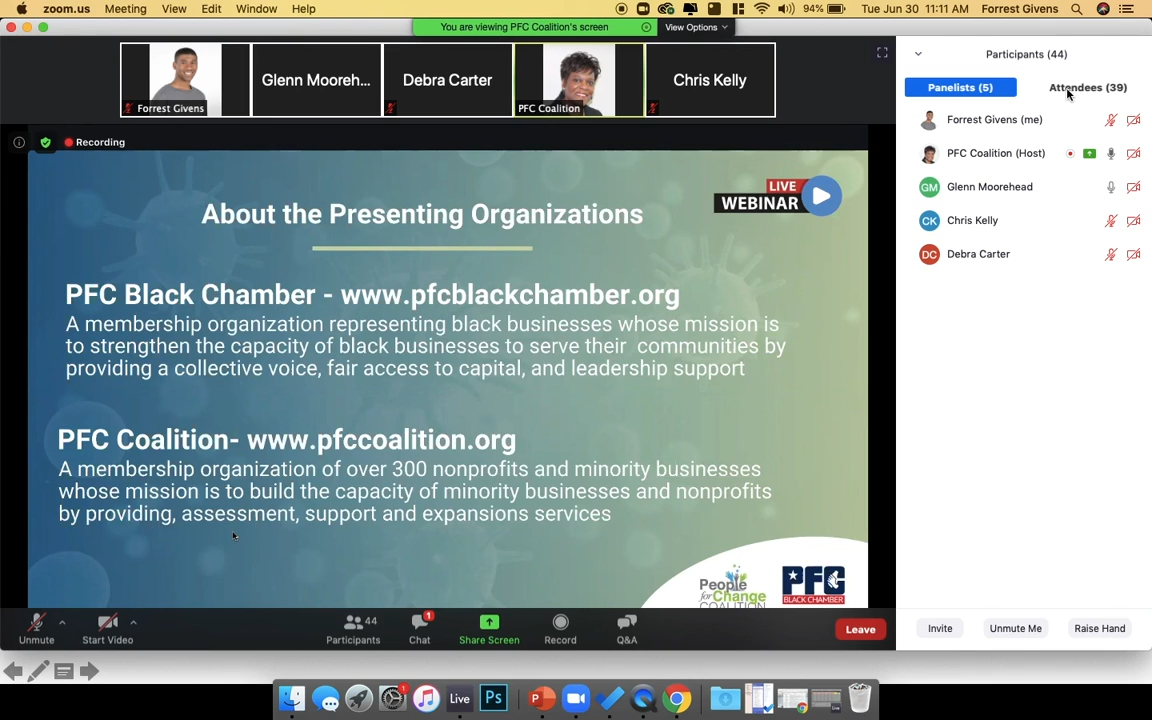 zoom.us Meeting View Edit Window Help 94% Tue Jun 30 11:11 AM Forrest Givens
You are viewing PFC Coalition's screen View Options
Participants (44)
Forrest Givens
Glenn Mooreh...
Debra Carter
PFC Coalition
Chris Kelly
Panelists (5) Attendees (39)
Forrest Givens (me)
PFC Coalition (Host)
GM Glenn Moorehead
CK Chris Kelly
DC Debra Carter
Recording
LIVE
WEBINAR
About the Presenting Organizations
PFC Black Chamber - www.pfcblackchamber.org
A membership organization representing black businesses whose mission is
to strengthen the capacity of black businesses to serve their communities by
providing a collective voice, fair access to capital, and leadership support
PFC Coalition- www.pfccoalition.org
A membership organization of over 300 nonprofits and minority businesses
whose mission is to build the capacity of minority businesses and nonprofits
by providing, assessment, support and expansions services
People
for Change
COALITION
PFC
BLACK CHAMBER
44
1
Unmute Start Video Participants Chat Share Screen Record Q&A Leave
Invite Unmute Me Raise Hand
1
Live
Ps
P